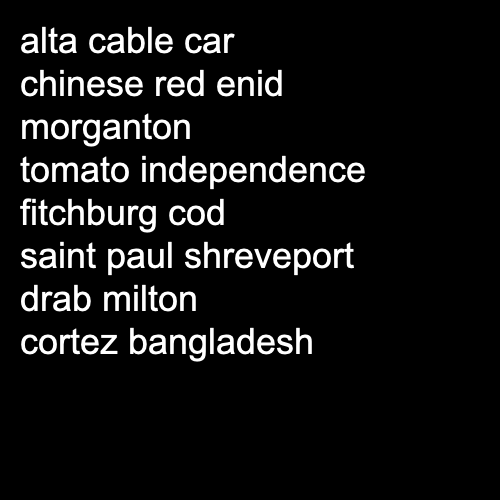 alta cable car
chinese red enid
morganton
tomato independence
fitchburg cod
saint paul shreveport
drab milton
cortez bangladesh